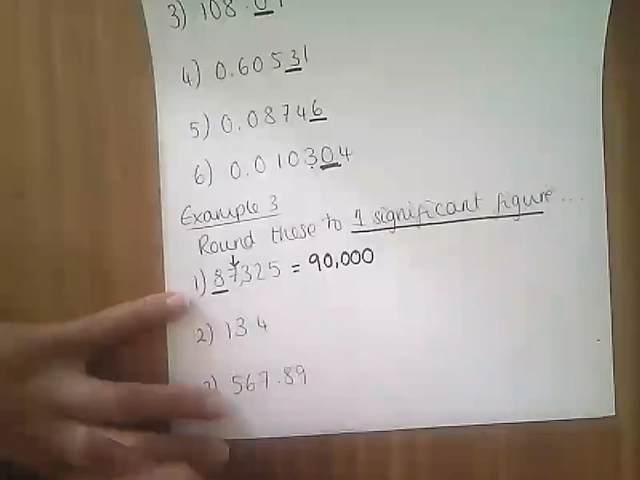 3) 108.01
4) 0.60531
5) 0.08746
6) 0.010304
Example 3
Round these to 1 significant figure...
1) 87,325 = 90,000
2) 134
3) 567.89